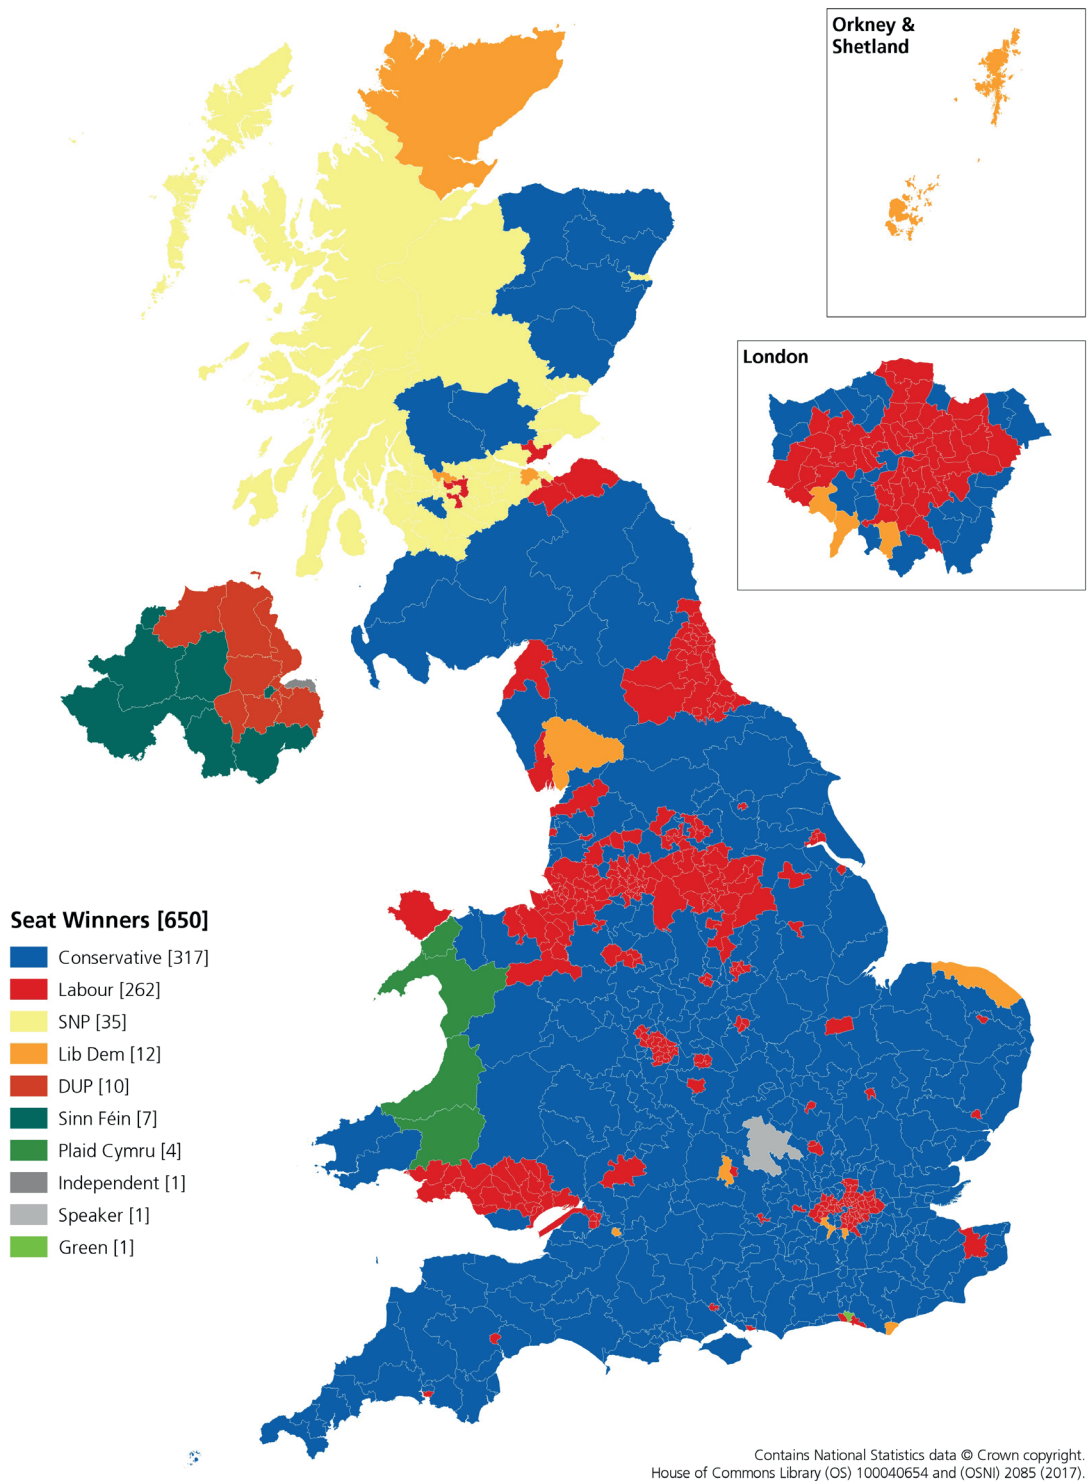 Orkney &
Shetland
London
Seat Winners [650]
Conservative [317]
Labour [262]
SNP [35]
Lib Dem [12]
DUP [10]
Sinn Féin [7]
Plaid Cymru [4]
Independent [1]
Speaker [1]
Green [1]
Contains National Statistics data © Crown copyright.
House of Commons Library (OS) 100040654 and (OSNI) 2085 (2017).